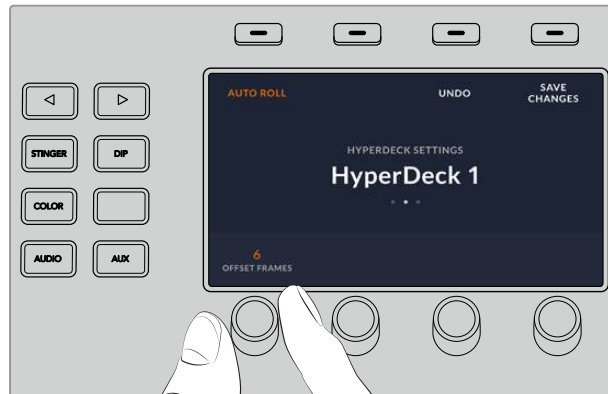 AUTO ROLL UNDO SAVE CHANGES
HYPERDECK SETTINGS
HyperDeck 1
STINGER DIP
COLOR
AUDIO AUX
6
OFFSET FRAMES